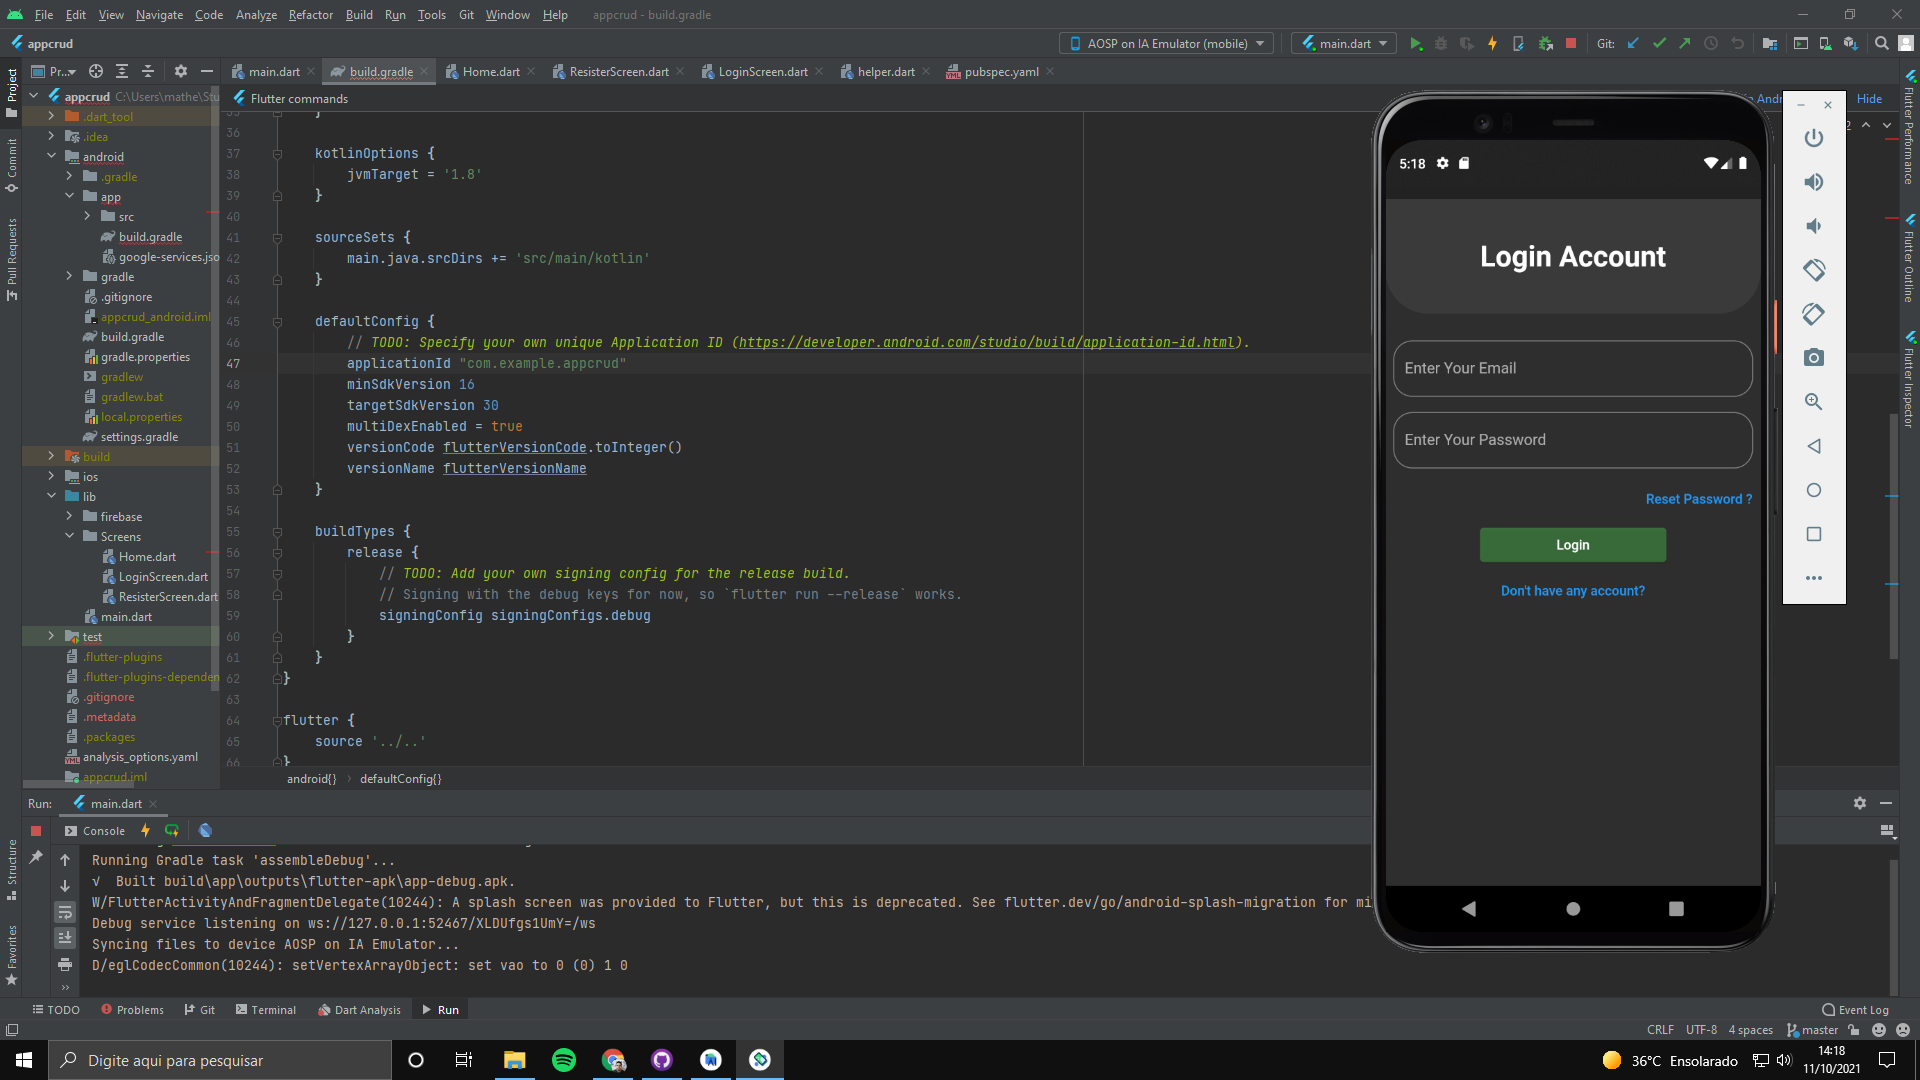 File Edit View Navigate Code Analyze Refactor Build Run Tools Git Window Help appcrud - build.gradle
appcrud
AOSP on IA Emulator (mobile)
main.dart
Git:
Pr...
main.dart
build.gradle
Home.dart
ResisterScreen.dart
LoginScreen.dart
helper.dart
pubspec.yaml
Project
Commit
Pull Requests
Structure
Favorites
appcrud C:\Users\mathe\Stu
.dart_tool
.idea
android
.gradle
app
src
build.gradle
google-services.jso
gradle
.gitignore
appcrud_android.iml
build.gradle
gradle.properties
gradlew
gradlew.bat
local.properties
settings.gradle
build
ios
lib
firebase
Screens
Home.dart
LoginScreen.dart
ResisterScreen.dart
main.dart
test
.flutter-plugins
.flutter-plugins-dependen
.gitignore
.metadata
.packages
analysis_options.yaml
appcrud.iml
Flutter commands
Hide
35 }
36
37 kotlinOptions {
38 jvmTarget = '1.8'
39 }
40
41 sourceSets {
42 main.java.srcDirs += 'src/main/kotlin'
43 }
44
45 defaultConfig {
46 // TODO: Specify your own unique Application ID (https://developer.android.com/studio/build/application-id.html).
47 applicationId "com.example.appcrud"
48 minSdkVersion 16
49 targetSdkVersion 30
50 multiDexEnabled = true
51 versionCode flutterVersionCode.toInteger()
52 versionName flutterVersionName
53 }
54
55 buildTypes {
56 release {
57 // TODO: Add your own signing config for the release build.
58 // Signing with the debug keys for now, so `flutter run --release` works.
59 signingConfig signingConfigs.debug
60 }
61 }
62 }
63
64 flutter {
65 source '../..'
66 }
android{} › defaultConfig{}
5:18
Login Account
Enter Your Email
Enter Your Password
Reset Password ?
Login
Don't have any account?
Flutter Performance
Flutter Outline
Flutter Inspector
Run: main.dart
Console
Running Gradle task 'assembleDebug'...
√ Built build\app\outputs\flutter-apk\app-debug.apk.
W/FlutterActivityAndFragmentDelegate(10244): A splash screen was provided to Flutter, but this is deprecated. See flutter.dev/go/android-splash-migration for mi
Debug service listening on ws://127.0.0.1:52467/XLDUfgs1UmY=/ws
Syncing files to device AOSP on IA Emulator...
D/eglCodecCommon(10244): setVertexArrayObject: set vao to 0 (0) 1 0
TODO Problems Git Terminal Dart Analysis Run Event Log
CRLF UTF-8 4 spaces master
Digite aqui para pesquisar
36°C Ensolarado
14:18
11/10/2021